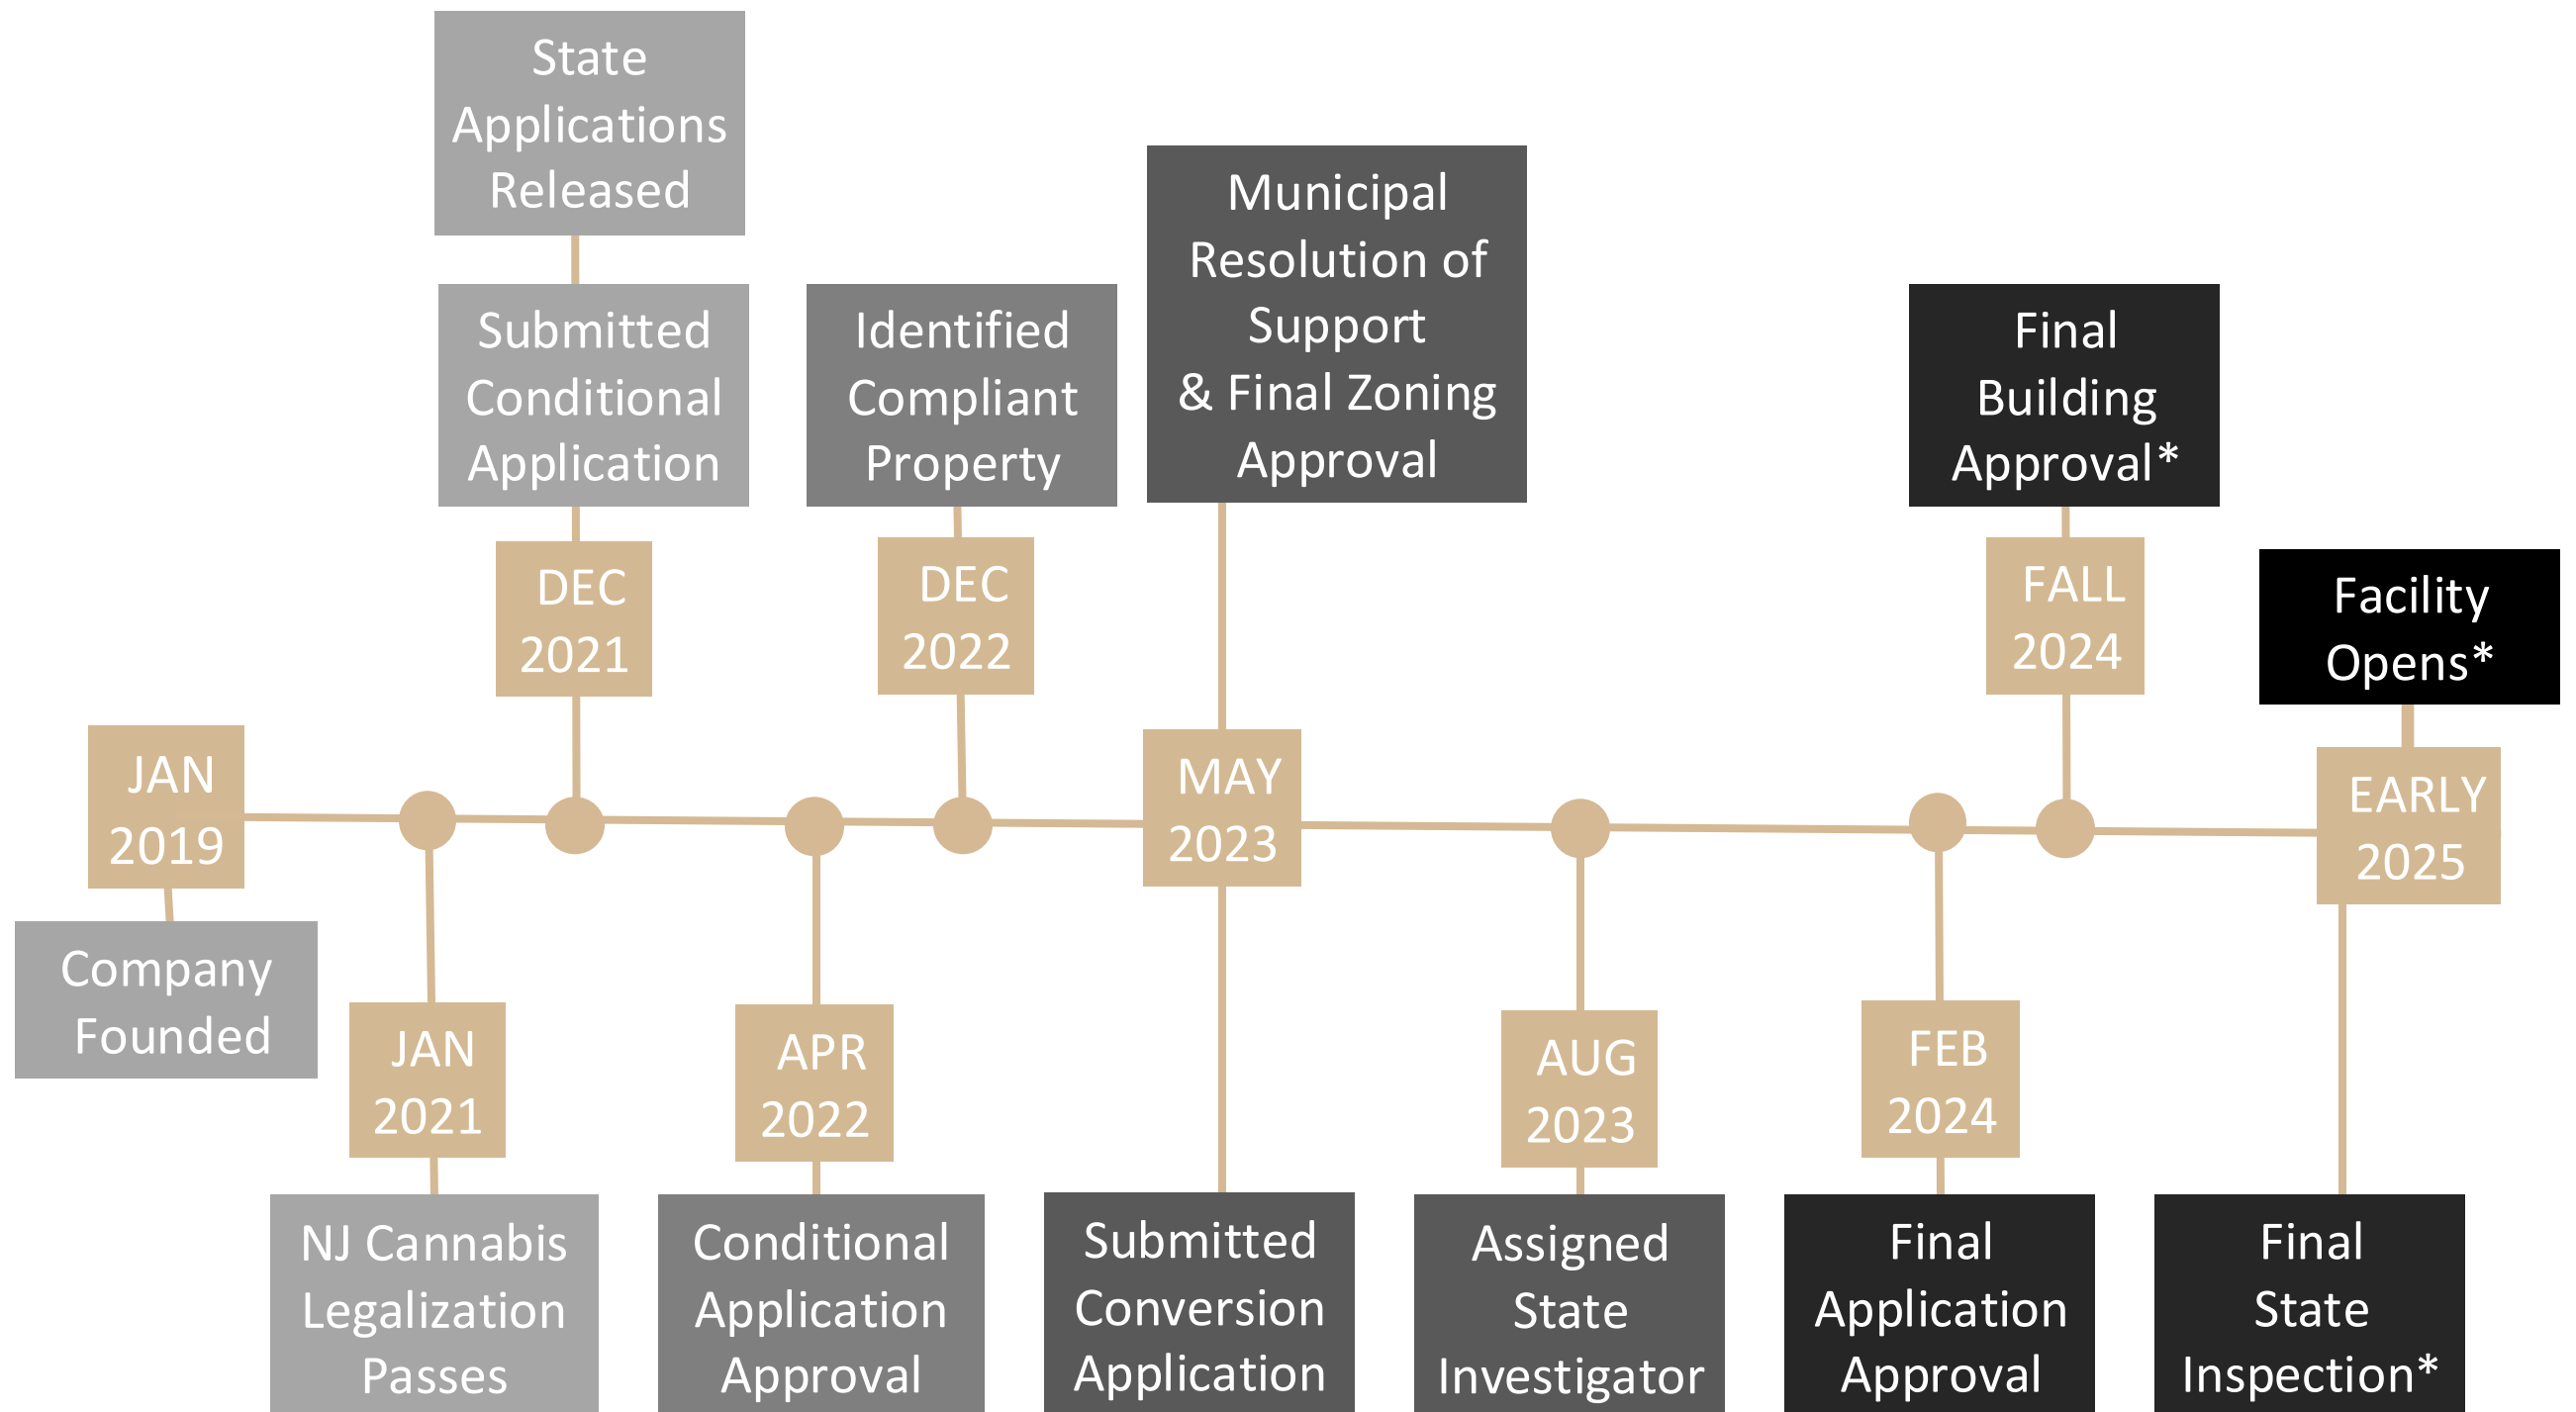 JAN
2019
Company
Founded
JAN
2021
NJ Cannabis
Legalization
Passes
State
Applications
Released
Submitted
Conditional
Application
DEC
2021
APR
2022
Conditional
Application
Approval
Identified
Compliant
Property
DEC
2022
Municipal
Resolution of
Support
& Final Zoning
Approval
MAY
2023
Submitted
Conversion
Application
AUG
2023
Assigned
State
Investigator
FEB
2024
Final
Application
Approval
Final
Building
Approval*
FALL
2024
Facility
Opens*
EARLY
2025
Final
State
Inspection*